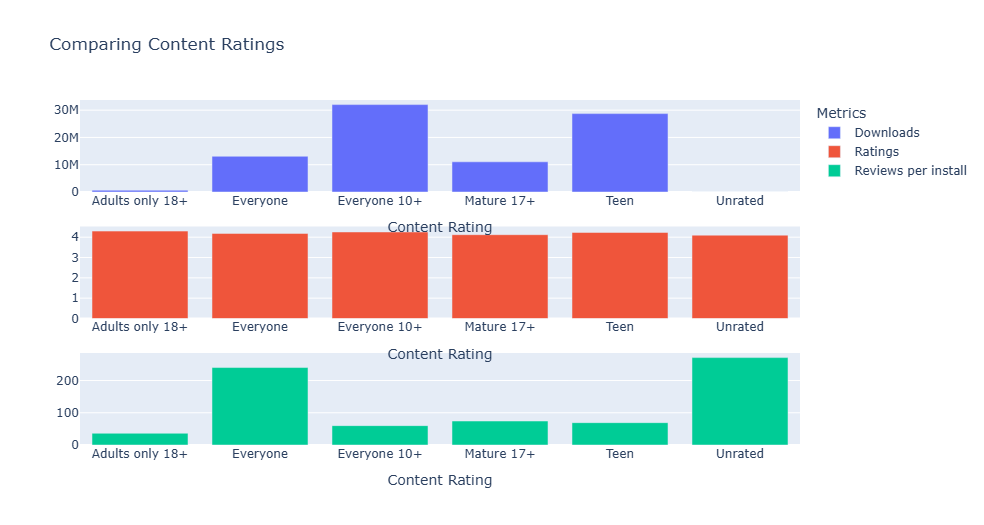 Comparing Content Ratings
Metrics
Downloads
Ratings
Reviews per install
30M
20M
10M
0
Adults only 18+ Everyone Everyone 10+ Mature 17+ Teen Unrated
Content Rating
4
3
2
1
0
Adults only 18+ Everyone Everyone 10+ Mature 17+ Teen Unrated
Content Rating
200
100
0
Adults only 18+ Everyone Everyone 10+ Mature 17+ Teen Unrated
Content Rating